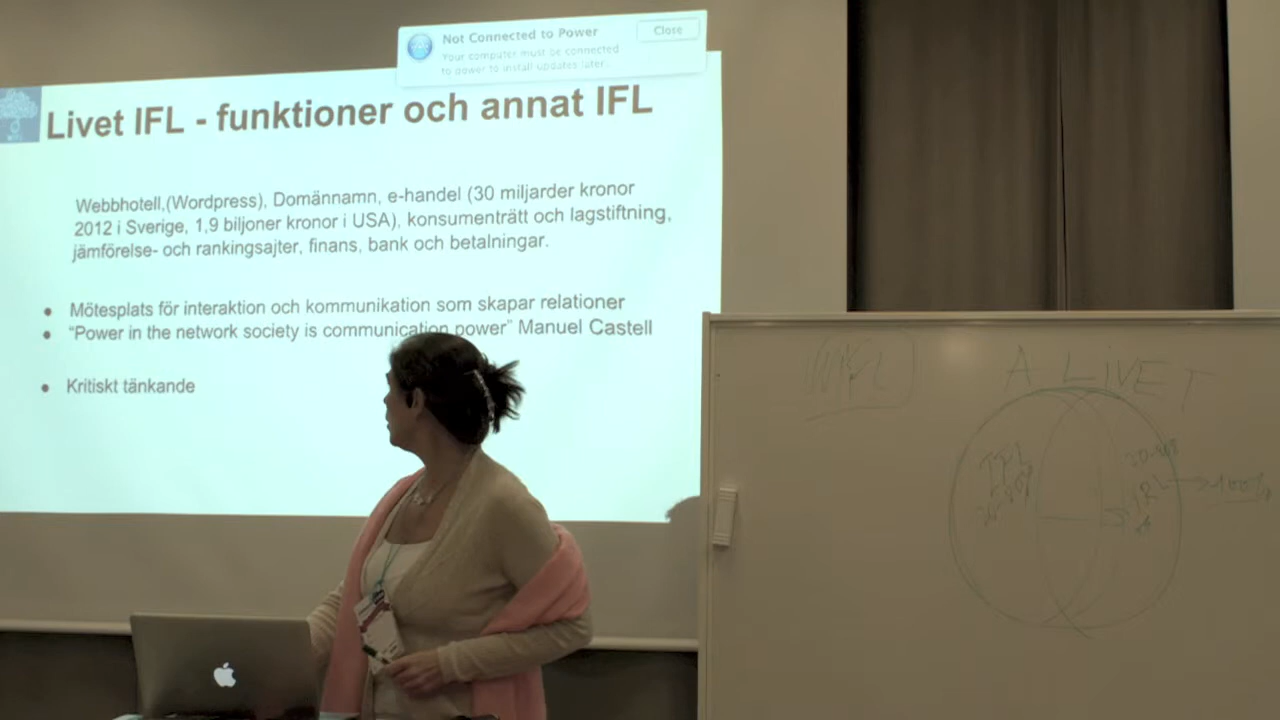 Not Connected to Power
Close
Your computer must be connected
to power to install updates later...
Livet IFL - funktioner och annat IFL
Webbhotell,(Wordpress), Domännamn, e-handel (30 miljarder kronor
2012 i Sverige, 1,9 biljoner kronor i USA), konsumenträtt och lagstiftning,
jämförelse- och rankingsajter, finans, bank och betalningar.
• Mötesplats för interaktion och kommunikation som skapar relationer
• “Power in the network society is communication power” Manuel Castell
• Kritiskt tänkande
A LIVET
IFL